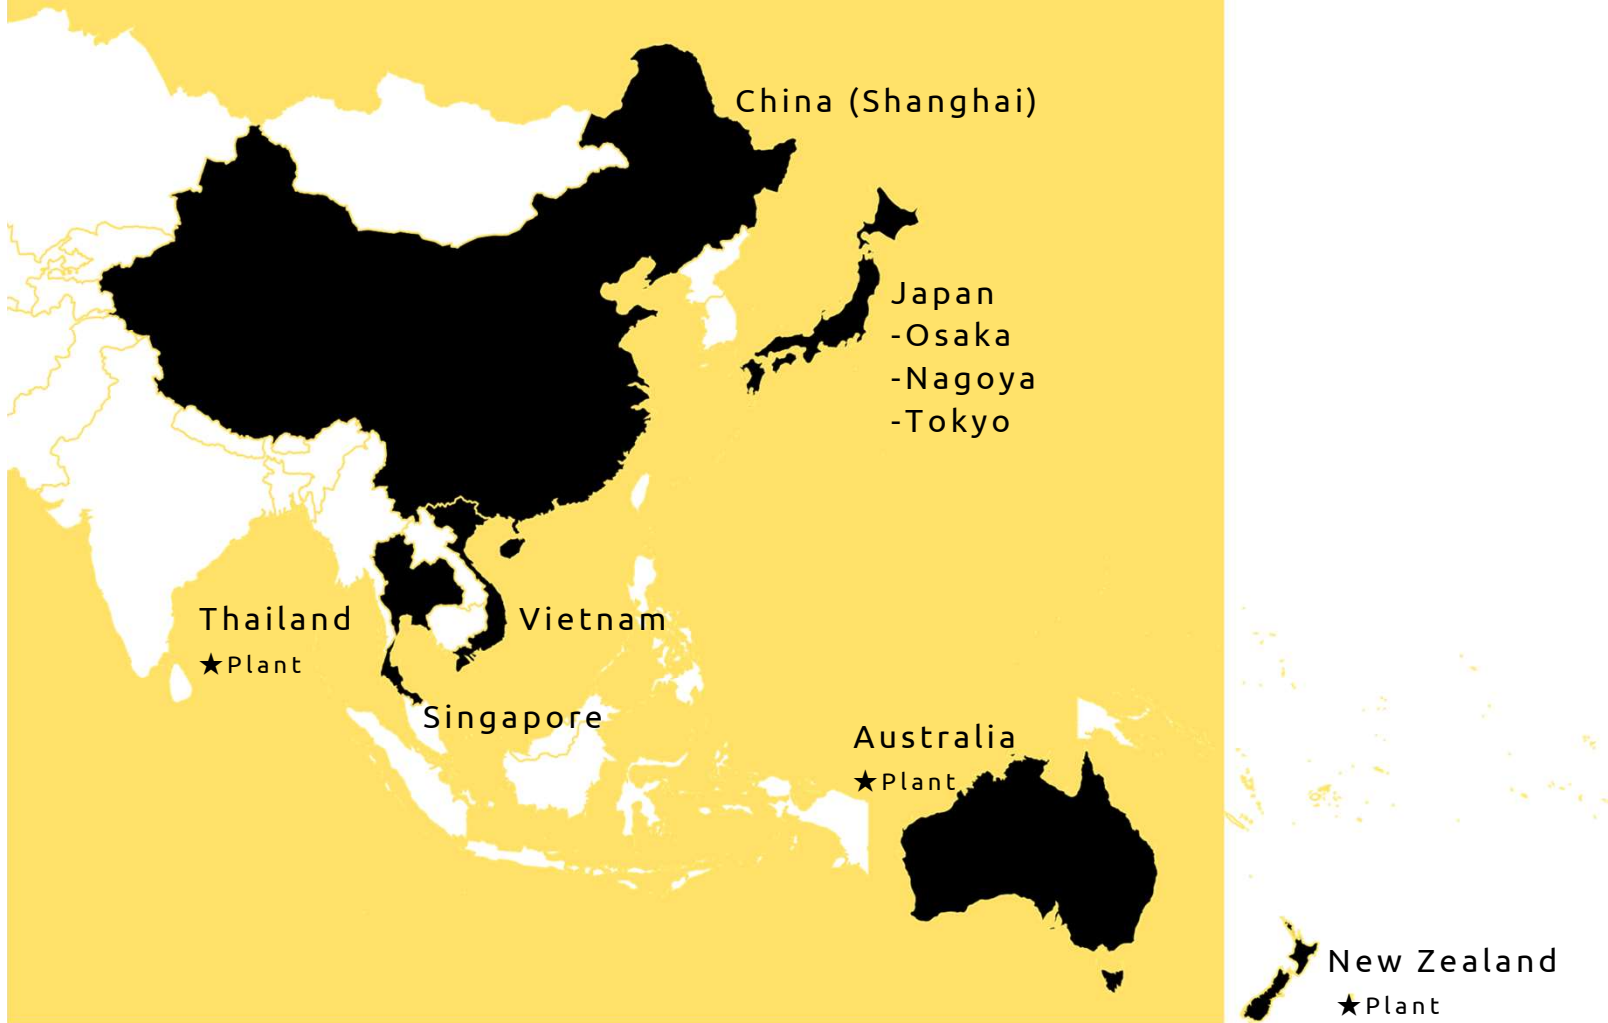 China (Shanghai)
Japan
-Osaka
-Nagoya
-Tokyo
Thailand
★Plant
Vietnam
Singapore
Australia
★Plant
New Zealand
★Plant